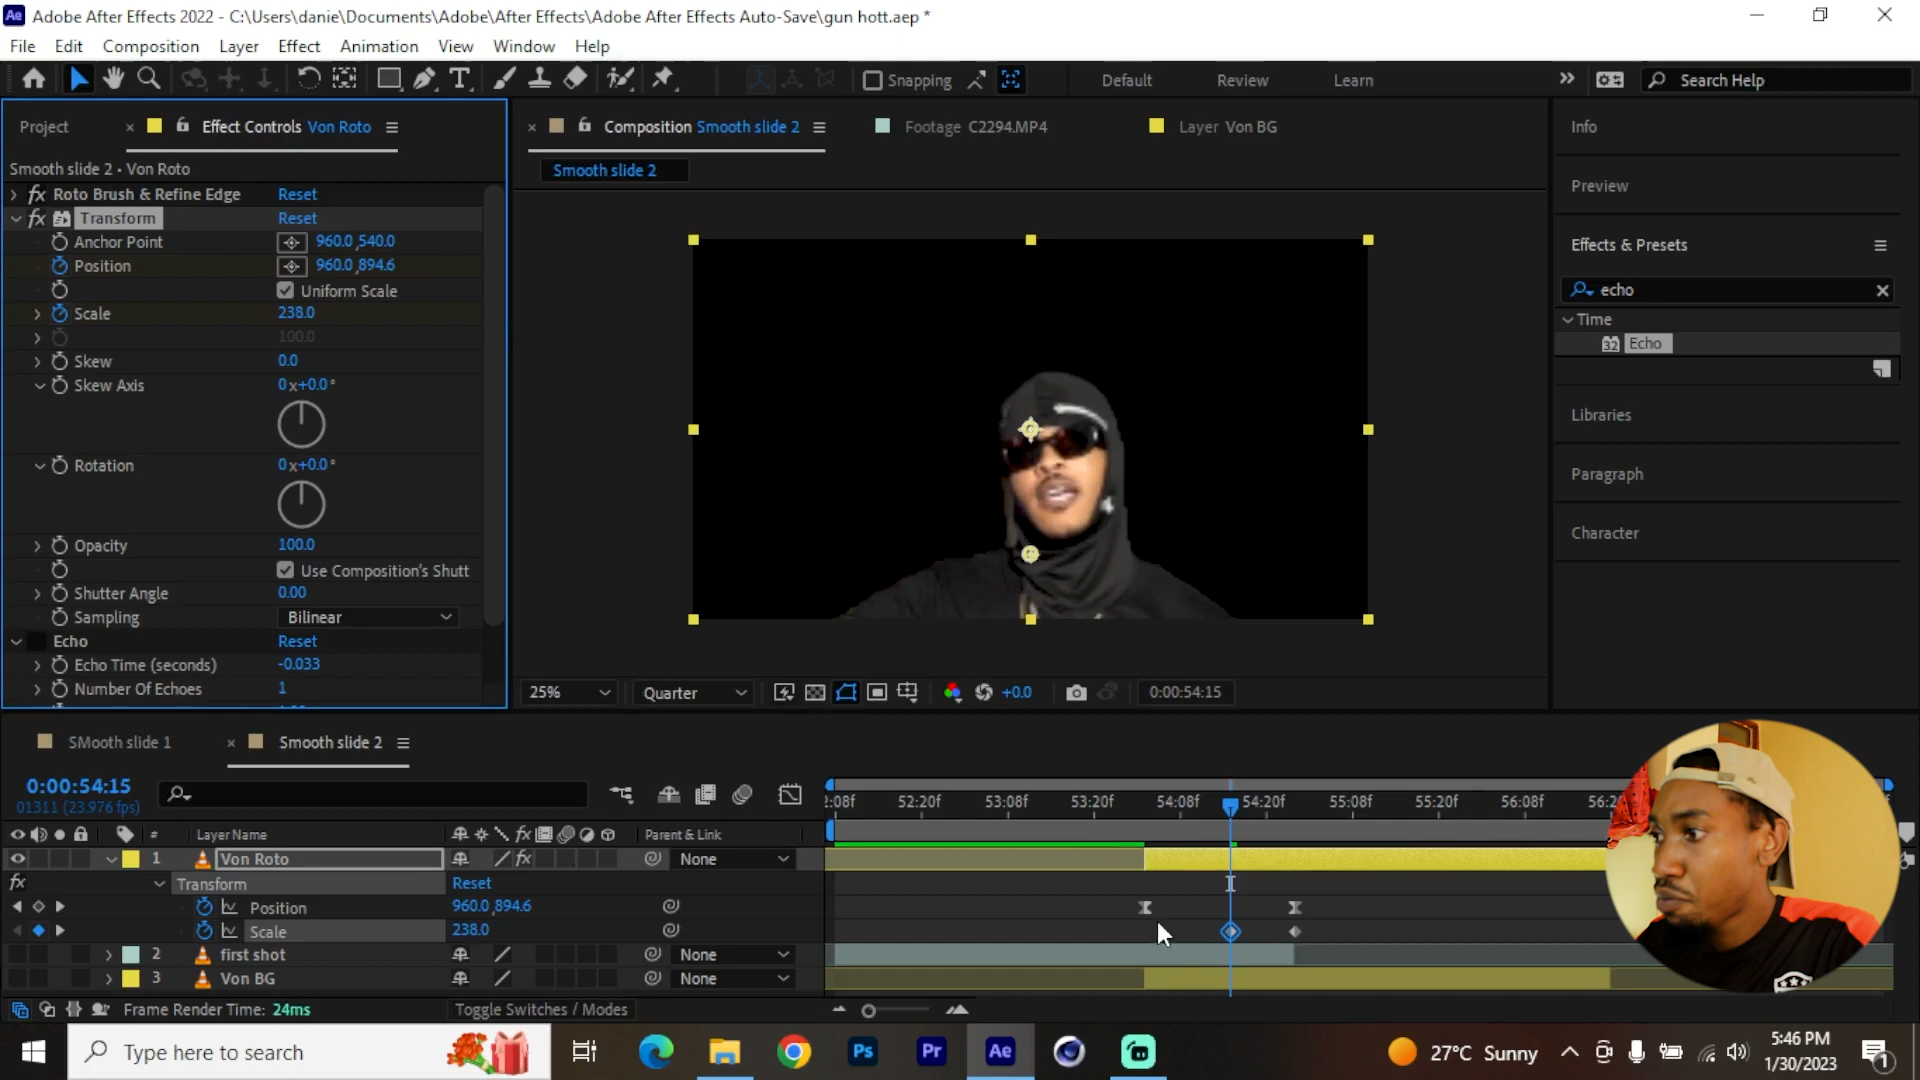 Adobe After Effects 2022 - C:\Users\danie\Documents\Adobe\After Effects\Adobe After Effects Auto-Save\gun hott.aep *
File Edit Composition Layer Effect Animation View Window Help
Snapping Default Review Learn Search Help
Project × Effect Controls Von Roto
× Composition Smooth slide 2 Footage C2294.MP4 Layer Von BG
Smooth slide 2 • Von Roto
Smooth slide 2
fx Roto Brush & Refine Edge Reset
fx Transform Reset
Anchor Point 960.0,540.0
Position 960.0,894.6
Uniform Scale
Scale 238.0
100.0
Skew 0.0
Skew Axis 0x+0.0°
Rotation 0x+0.0°
Opacity 100.0
Use Composition's Shutt
Shutter Angle 0.00
Sampling Bilinear
Echo Reset
Echo Time (seconds) -0.033
Number Of Echoes 1
25% Quarter +0.0 0:00:54:15
Info
Preview
Effects & Presets
echo
Time
32 Echo
Libraries
Paragraph
Character
SMooth slide 1 × Smooth slide 2
0:00:54:15
01311 (23.976 fps)
2:08f 52:20f 53:08f 53:20f 54:08f 54:20f 55:08f 55:20f 56:08f 56:20
# Layer Name fx Parent & Link
1 Von Roto fx None
fx Transform Reset
Position 960.0,894.6
Scale 238.0
2 first shot None
3 Von BG None
Frame Render Time: 24ms Toggle Switches / Modes
Type here to search
Ps Pr Ae
27°C Sunny
5:46 PM
1/30/2023
1